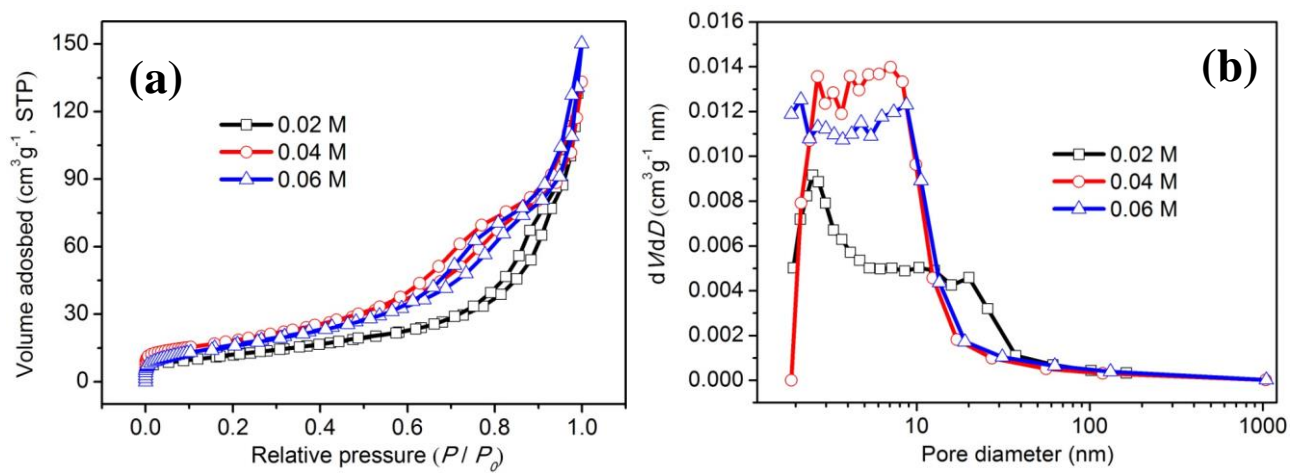 (a)
0.02 M
0.04 M
0.06 M
Volume adosbed (cm³g⁻¹, STP)
150
120
90
60
30
0
0.0 0.2 0.4 0.6 0.8 1.0
Relative pressure (P / P₀)
(b)
0.02 M
0.04 M
0.06 M
dV/dD (cm³g⁻¹ nm)
0.016
0.014
0.012
0.010
0.008
0.006
0.004
0.002
0.000
10 100 1000
Pore diameter (nm)